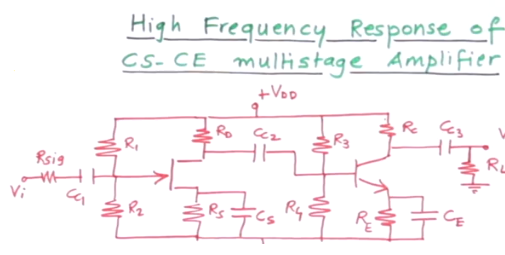 High Frequency Response of
CS-CE multistage Amplifier
+VDD
R1
RD
CC2
R3
RC
CC3
V
Rsig
RL
Vi
CC1
R2
RS
CS
R4
RE
CE